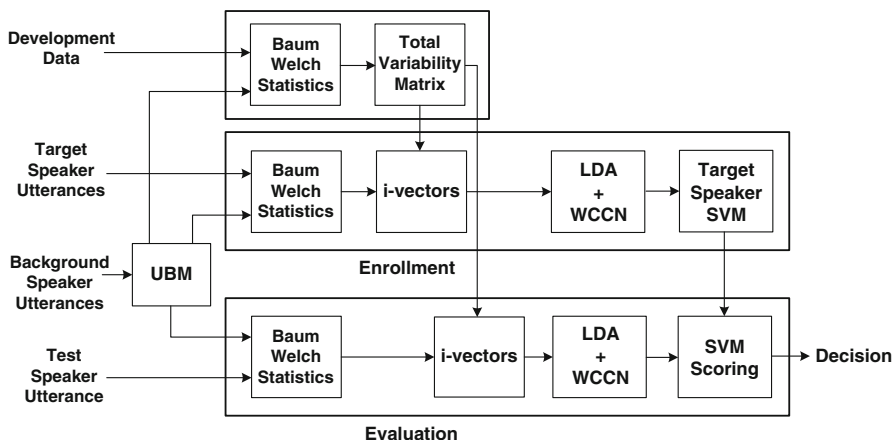 Development
Data
Baum
Welch
Statistics
Total
Variability
Matrix
Target
Speaker
Utterances
Baum
Welch
Statistics
i-vectors
LDA
+
WCCN
Target
Speaker
SVM
Background
Speaker
Utterances
UBM
Enrollment
Test
Speaker
Utterance
Baum
Welch
Statistics
i-vectors
LDA
+
WCCN
SVM
Scoring
Decision
Evaluation